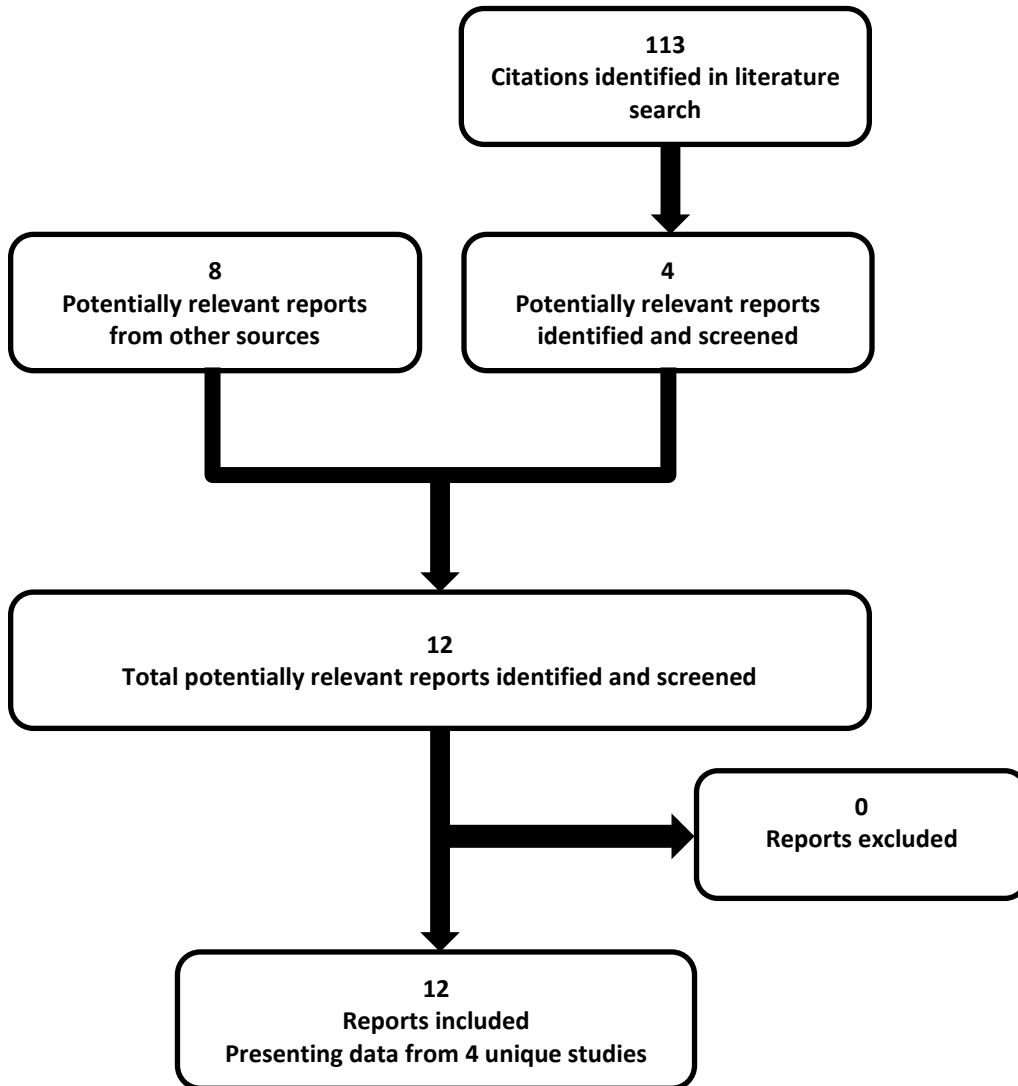 113
Citations identified in literature
search
8
Potentially relevant reports
from other sources
4
Potentially relevant reports
identified and screened
12
Total potentially relevant reports identified and screened
0
Reports excluded
12
Reports included
Presenting data from 4 unique studies